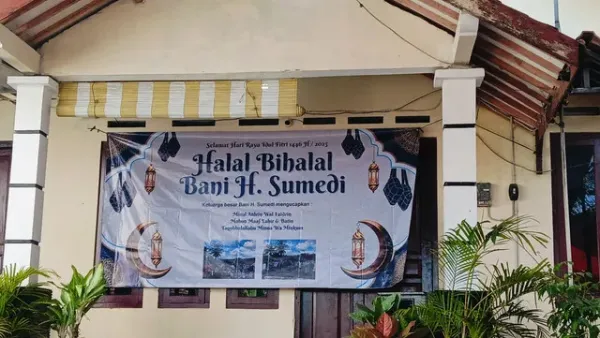 Selamat Hari Raya Idul Fitri 1446 H / 2025
Halal Bihalal
Bani H. Sumedi
Keluarga besar Bani H. Sumedi mengucapkan
Minal Aidzin Wal Faizin
Mohon Maaf Lahir & Batin
Taqabbalallahu Minna Wa Minkum